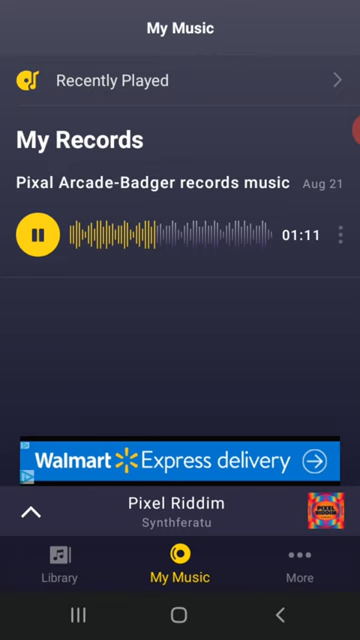 My Music
Recently Played
My Records
Pixal Arcade-Badger records music Aug 21
01:11
Walmart Express delivery
Pixel Riddim
Synthferatu
PIXEL RIDDIM
Library My Music More